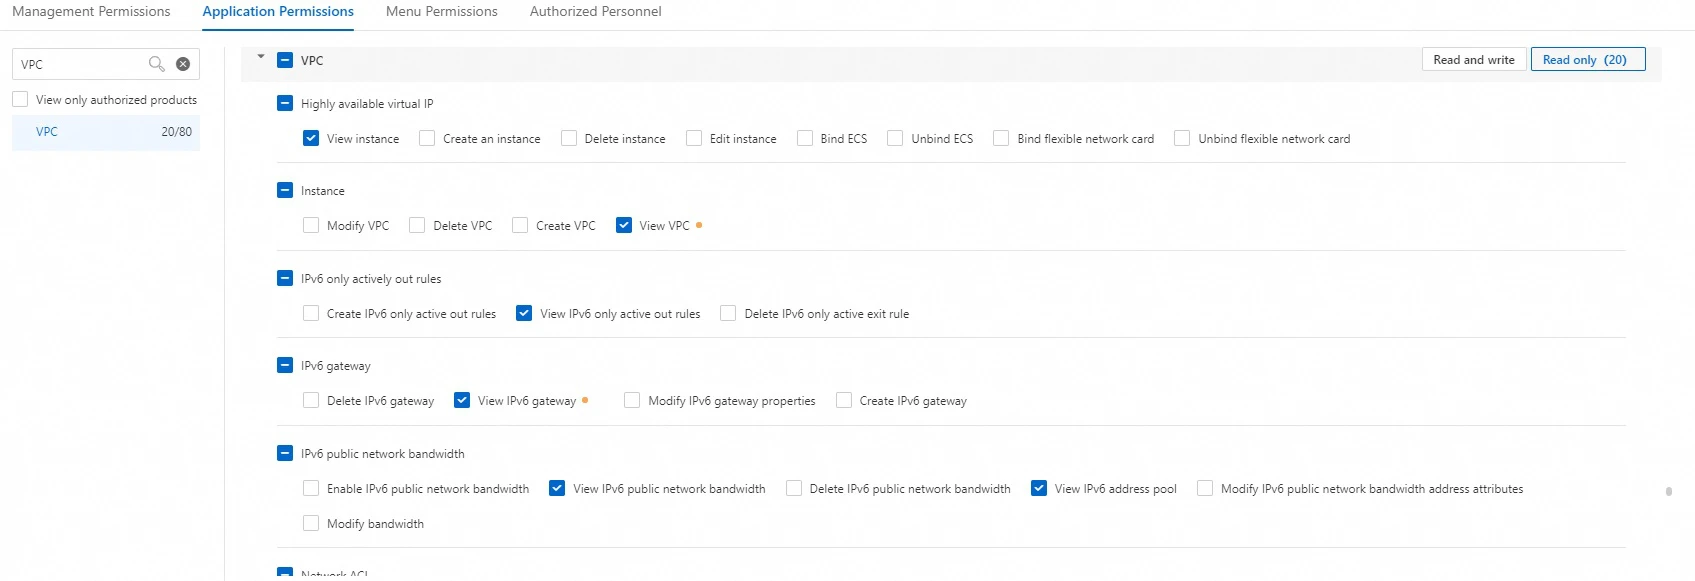 Management Permissions Application Permissions Menu Permissions Authorized Personnel
VPC
View only authorized products
VPC 20/80
VPC Read and write Read only (20)
Highly available virtual IP
View instance Create an instance Delete instance Edit instance Bind ECS Unbind ECS Bind flexible network card Unbind flexible network card
Instance
Modify VPC Delete VPC Create VPC View VPC
IPv6 only actively out rules
Create IPv6 only active out rules View IPv6 only active out rules Delete IPv6 only active exit rule
IPv6 gateway
Delete IPv6 gateway View IPv6 gateway Modify IPv6 gateway properties Create IPv6 gateway
IPv6 public network bandwidth
Enable IPv6 public network bandwidth View IPv6 public network bandwidth Delete IPv6 public network bandwidth View IPv6 address pool Modify IPv6 public network bandwidth address attributes
Modify bandwidth
Network ACL